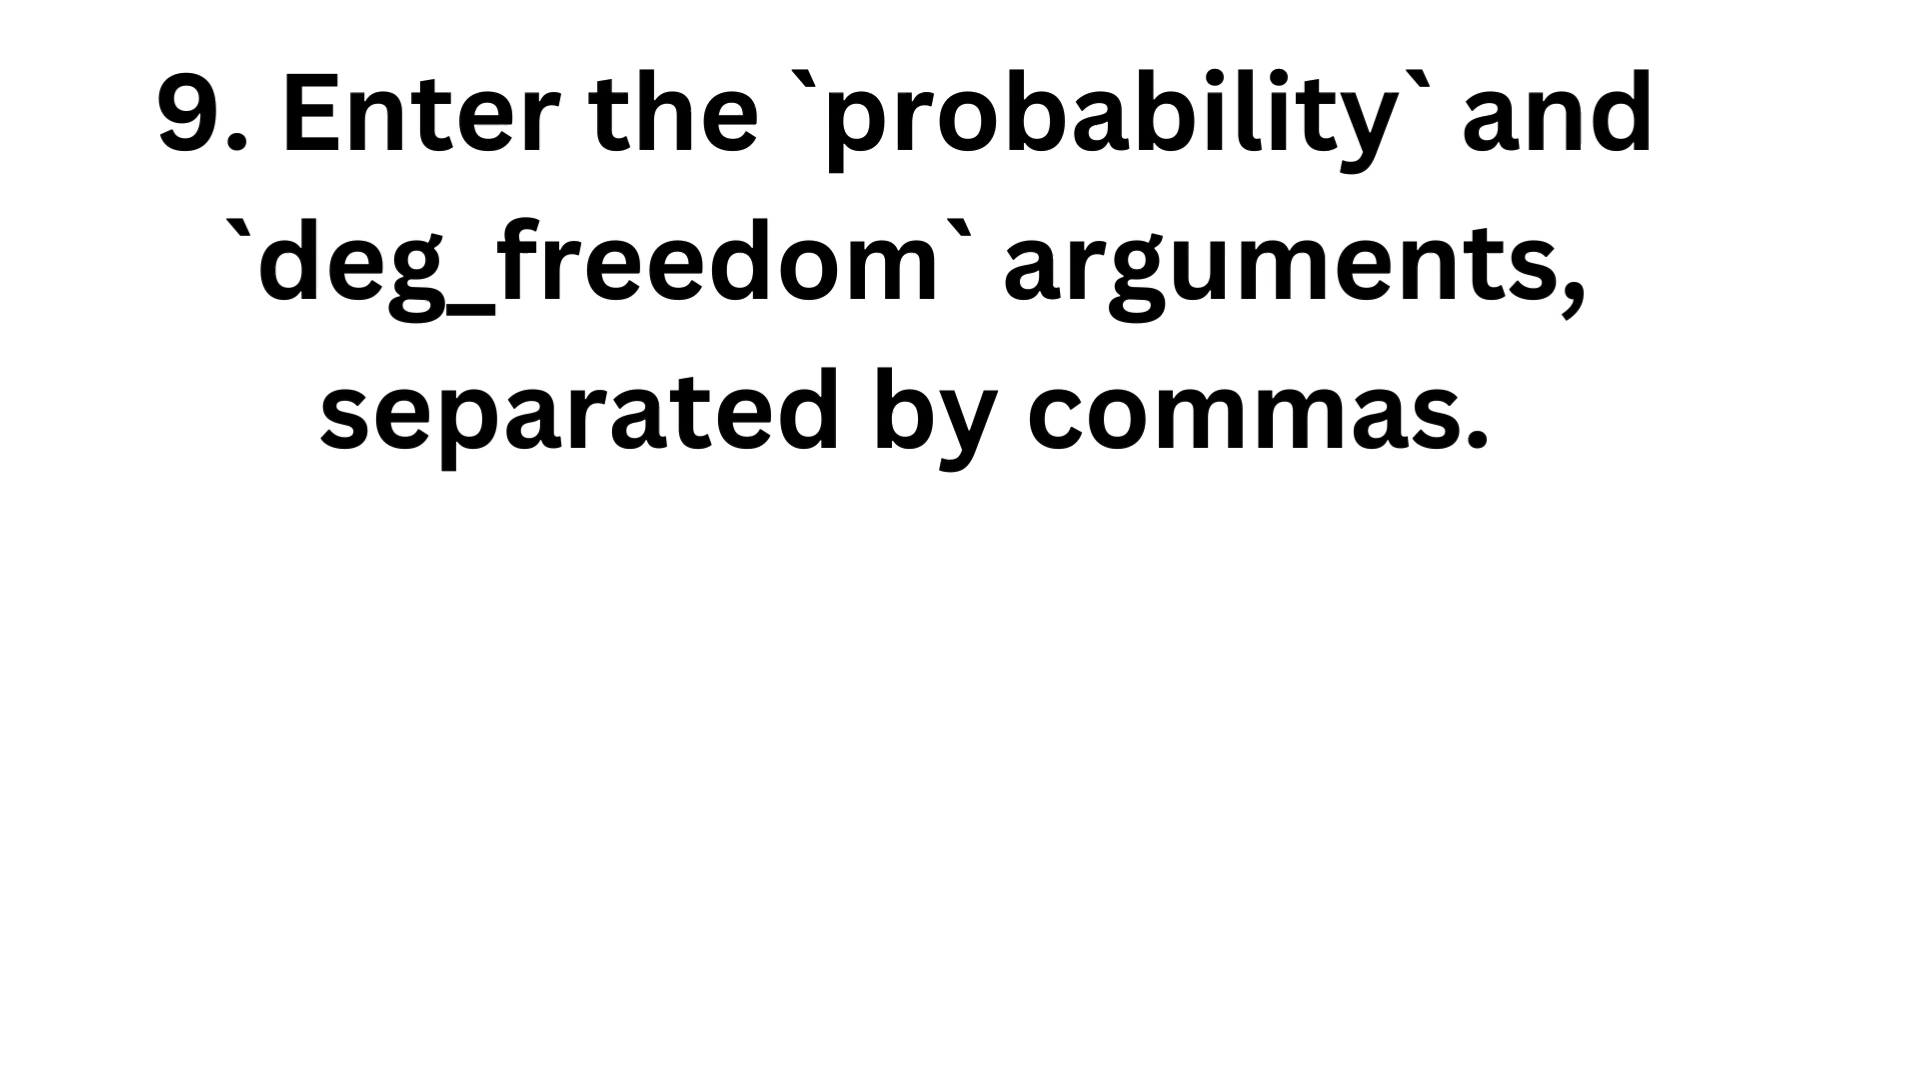 9. Enter the `probability` and
`deg_freedom` arguments,
separated by commas.